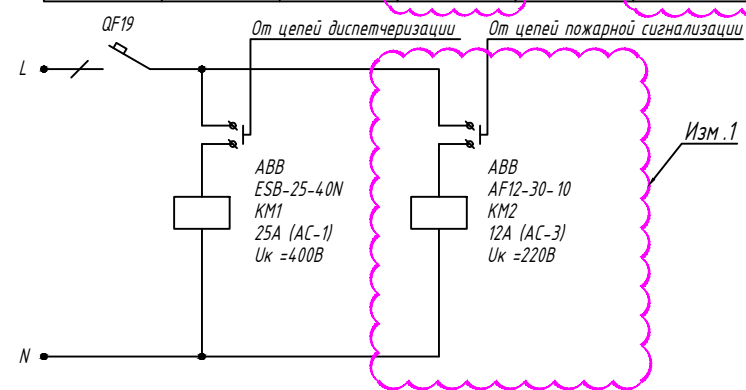 QF19
От цепей диспетчеризации
От цепей пожарной сигнализации
L
Изм.1
ABB
ESB-25-40N
KM1
25A (AC-1)
Uк =400В
ABB
AF12-30-10
KM2
12A (AC-3)
Uк =220В
N